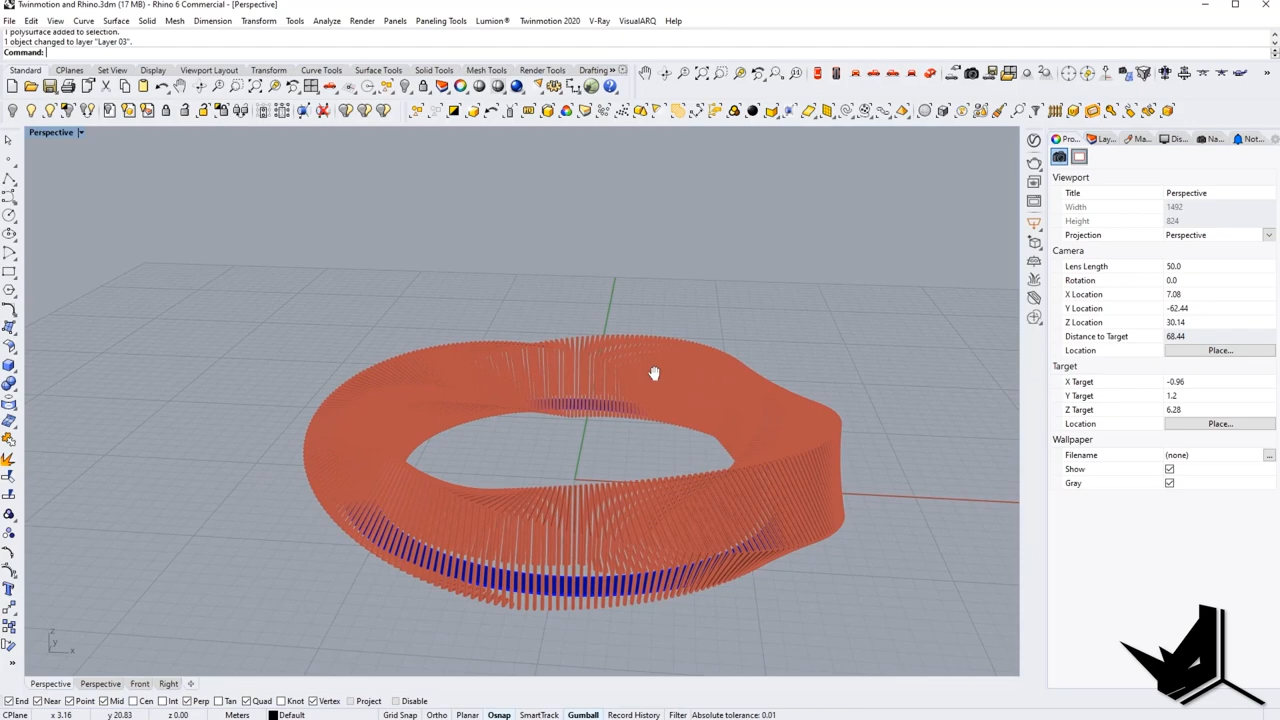 Twinmotion and Rhino.3dm (17 MB) - Rhino 6 Commercial - [Perspective]
File Edit View Curve Surface Solid Mesh Dimension Transform Tools Analyze Render Panels Paneling Tools Lumion® Twinmotion 2020 V-Ray VisualARQ Help
1 polysurface added to selection.
1 object changed to layer "Layer 03".
Command:
Standard CPlanes Set View Display Viewport Layout Transform Curve Tools Surface Tools Solid Tools Mesh Tools Render Tools Drafting »
Perspective
Pro... Lay... Ma... Dis... Na... Not...
Viewport
Title Perspective
Width 1492
Height 824
Projection Perspective
Camera
Lens Length 50.0
Rotation 0.0
X Location 7.08
Y Location -62.44
Z Location 30.14
Distance to Target 68.44
Location Place...
Target
X Target -0.96
Y Target 1.2
Z Target 6.28
Location Place...
Wallpaper
Filename (none) ...
Show
Gray
z
y
x
Perspective Perspective Front Right
End Near Point Mid Cen Int Perp Tan Quad Knot Vertex Project Disable
CPlane x 3.16 y 20.83 z 0.00 Meters Default Grid Snap Ortho Planar Osnap SmartTrack Gumball Record History Filter Absolute tolerance: 0.01